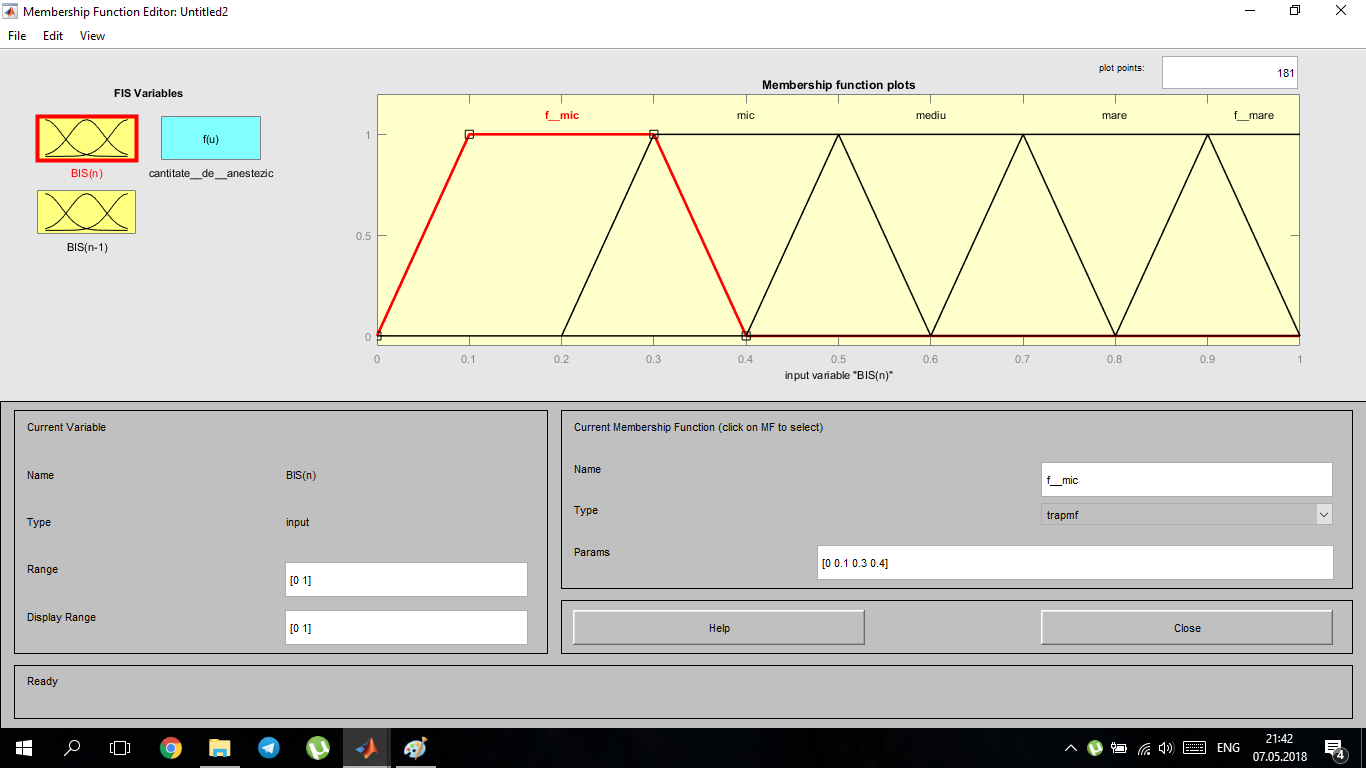 Membership Function Editor: Untitled2
File Edit View
plot points: 181
FIS Variables
Membership function plots
f(u)
BIS(n)
cantitate__de__anestezic
BIS(n-1)
f__mic mic mediu mare f__mare
1
0.5
0
0 0.1 0.2 0.3 0.4 0.5 0.6 0.7 0.8 0.9 1
input variable "BIS(n)"
Current Variable
Name BIS(n)
Type input
Range [0 1]
Display Range [0 1]
Current Membership Function (click on MF to select)
Name f__mic
Type trapmf
Params [0 0.1 0.3 0.4]
Help Close
Ready
ENG
21:42
07.05.2018
4